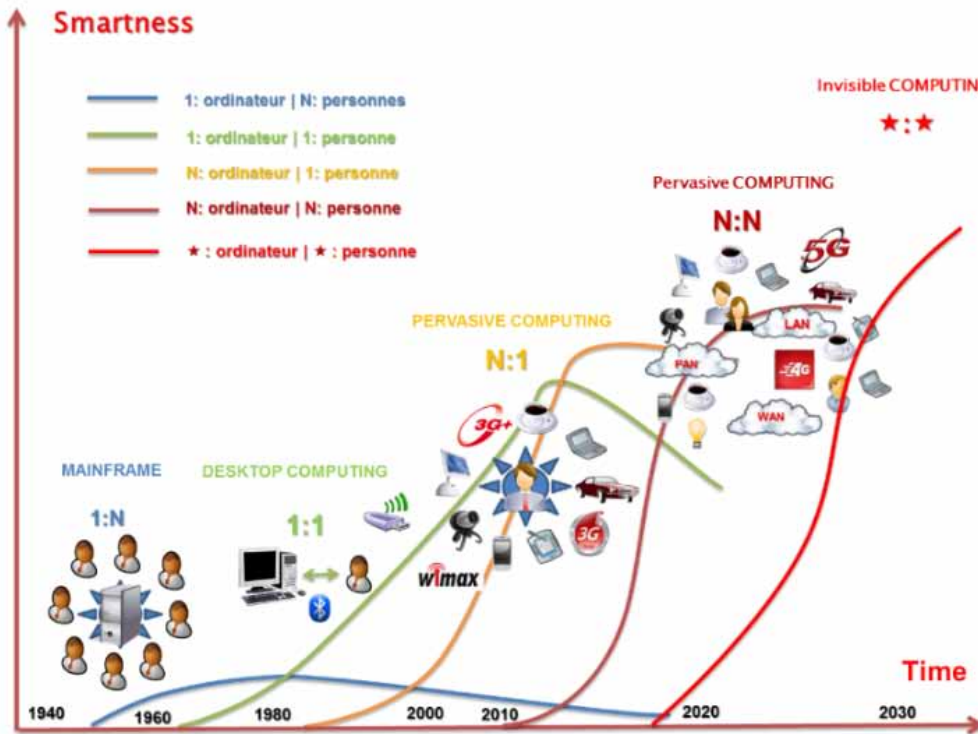 Smartness
1: ordinateur | N: personnes
1: ordinateur | 1: personne
N: ordinateur | 1: personne
N: ordinateur | N: personne
★ : ordinateur | ★ : personne
Invisible COMPUTIN
★:★
Pervasive COMPUTING
N:N
5G
LAN
PAN
4G
WAN
PERVASIVE COMPUTING
N:1
3G+
3G
wimax
MAINFRAME
1:N
DESKTOP COMPUTING
1:1
Time
1940
1960
1980
2000
2010
2020
2030